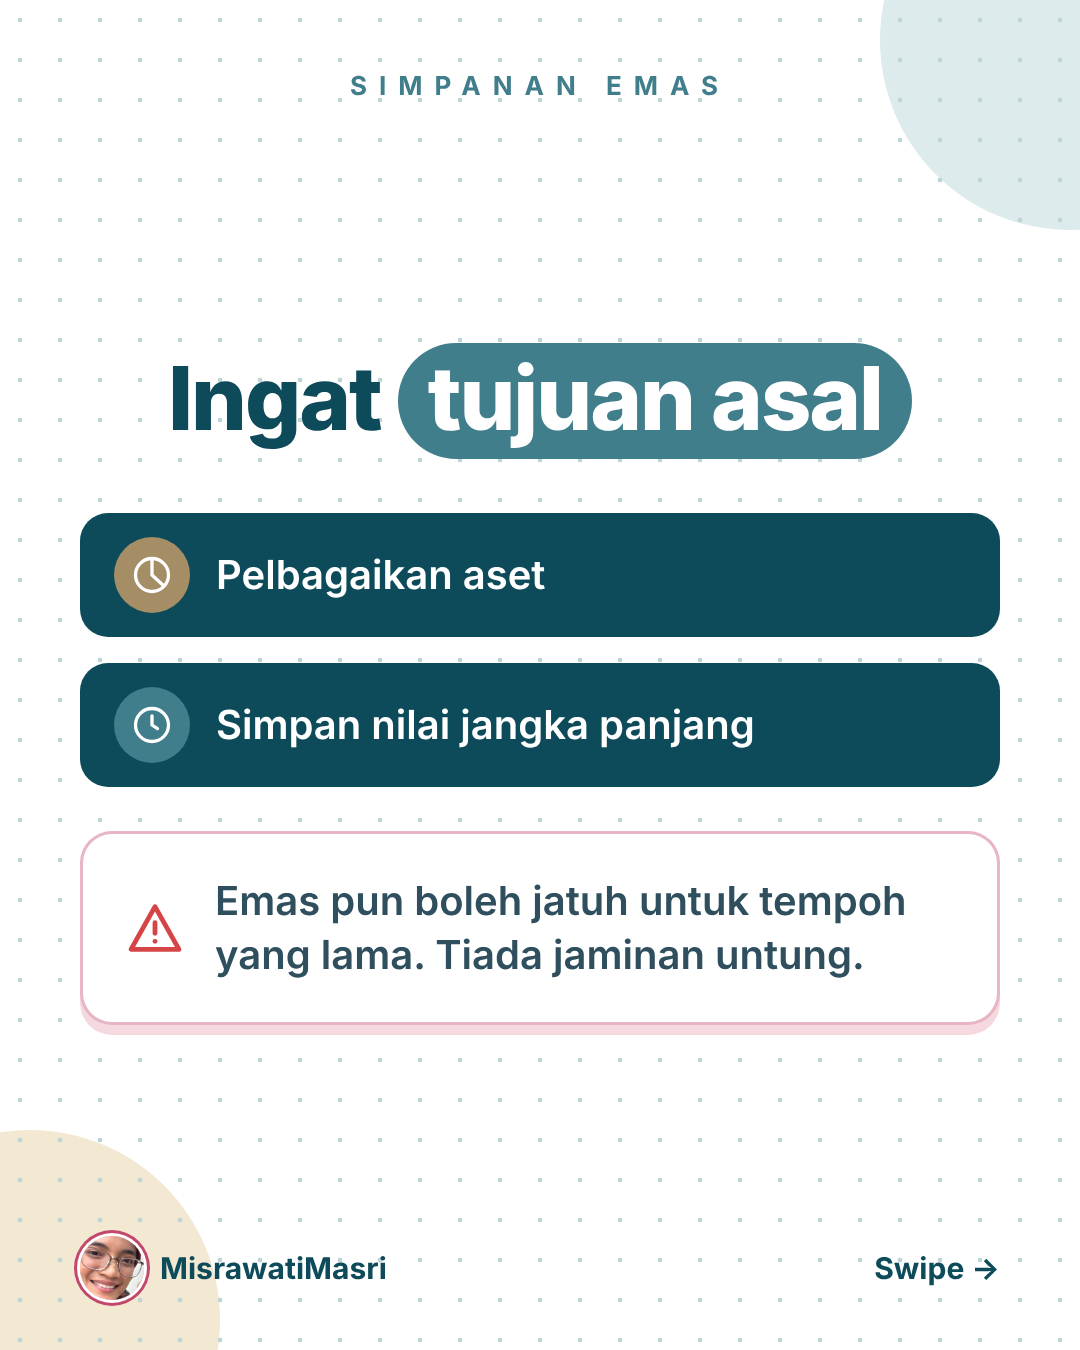 SIMPANAN EMAS
Ingat tujuan asal
Pelbagaikan aset
Simpan nilai jangka panjang
Emas pun boleh jatuh untuk tempoh
yang lama. Tiada jaminan untung.
MisrawatiMasri
Swipe →